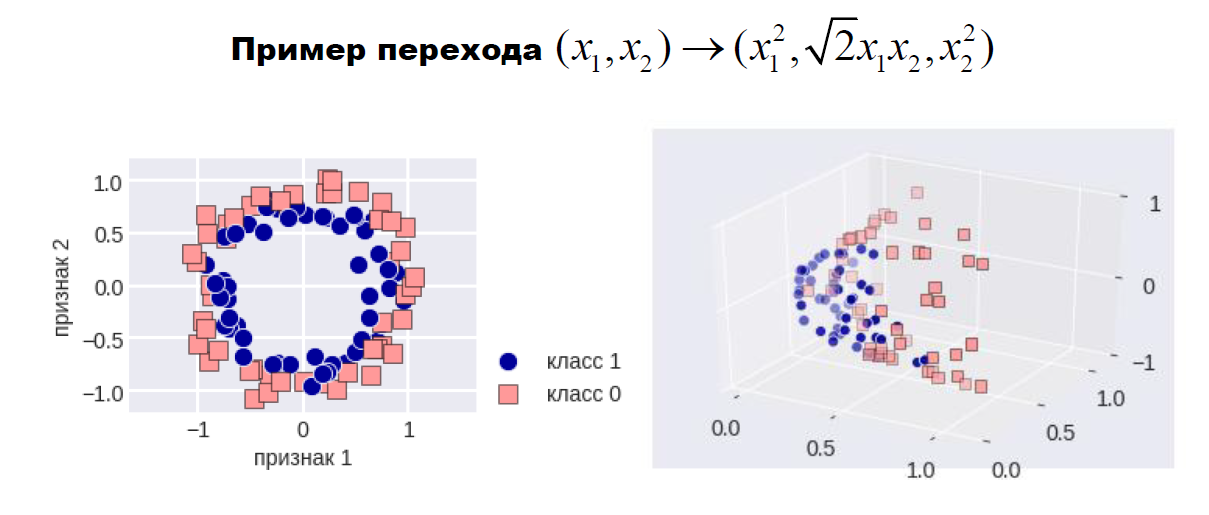 Пример перехода (x₁, x₂) → (x₁², √2x₁x₂, x₂²)
1.0
0.5
0.0
−0.5
−1.0
признак 2
−1 0 1
признак 1
класс 1
класс 0
1
0
−1
0.0 0.5 1.0
0.0 0.5 1.0